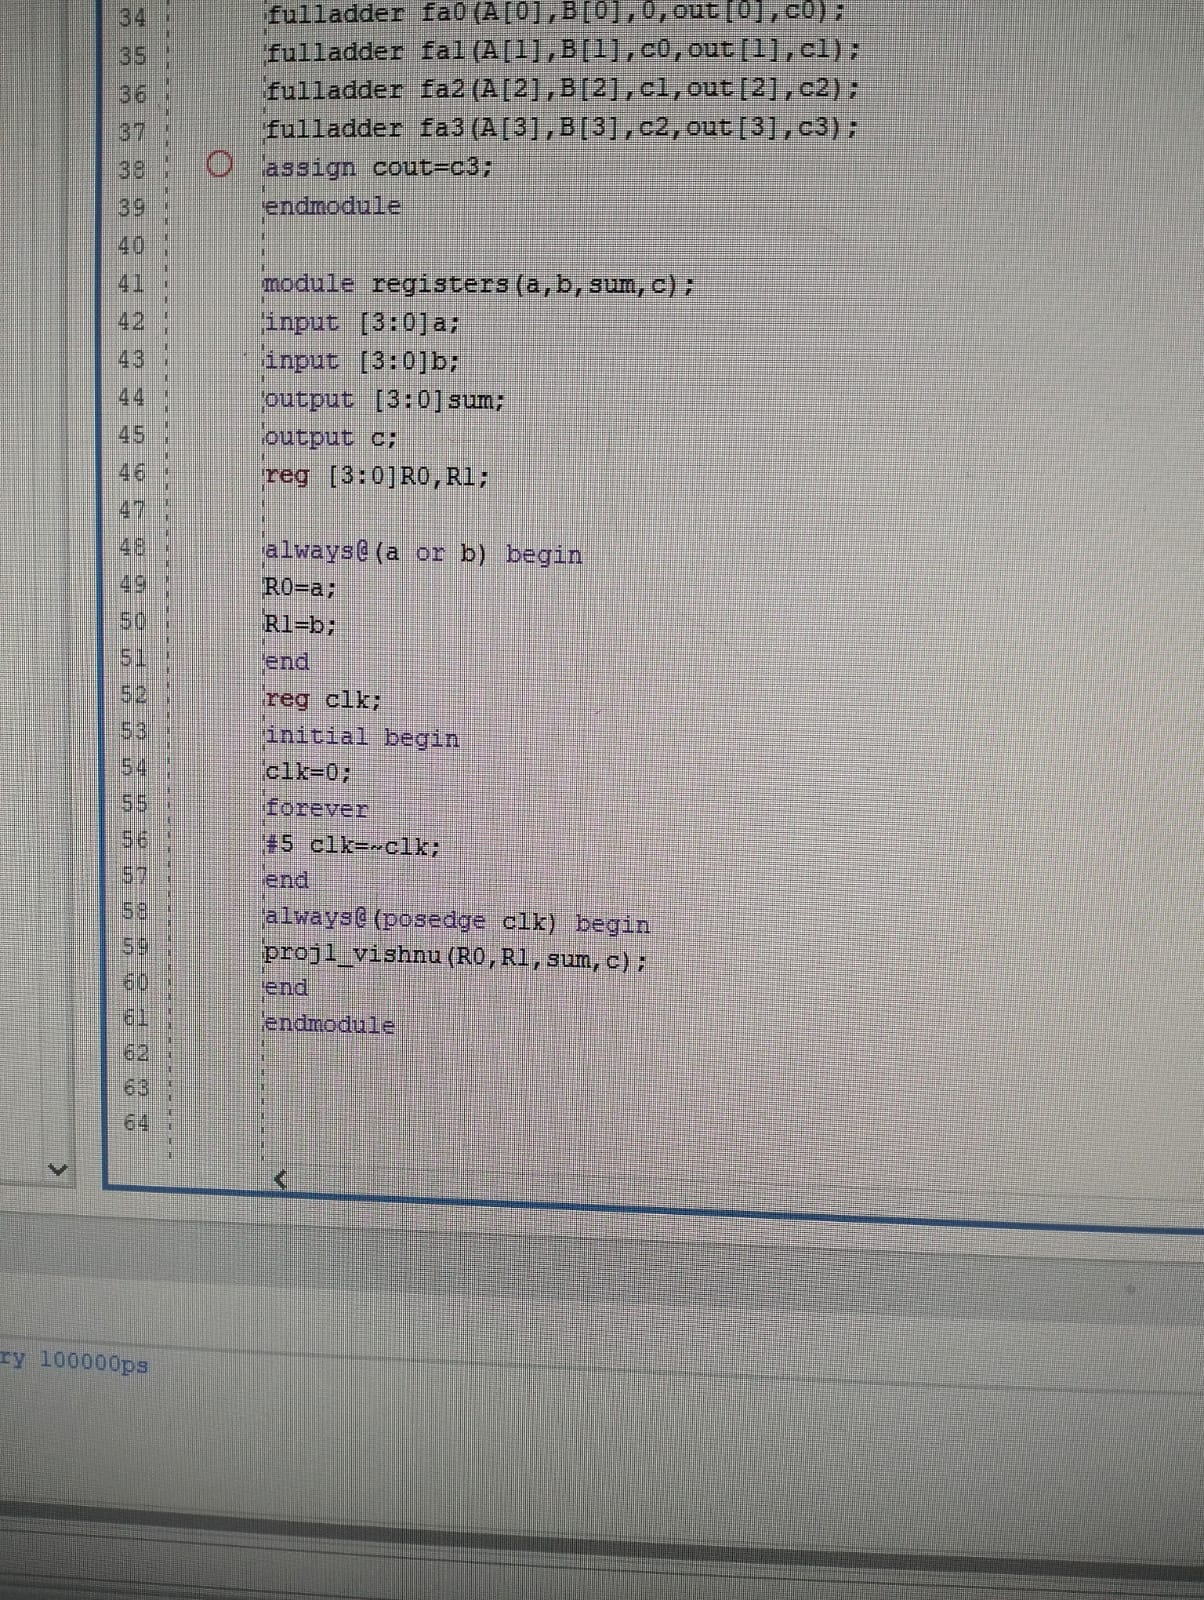 34 fulladder fa0(A[0],B[0],0,out[0],c0);
35 fulladder fa1(A[1],B[1],c0,out[1],c1);
36 fulladder fa2(A[2],B[2],c1,out[2],c2);
37 fulladder fa3(A[3],B[3],c2,out[3],c3);
38 assign cout=c3;
39 endmodule
40
41 module registers(a,b,sum,c);
42 input [3:0]a;
43 input [3:0]b;
44 output [3:0]sum;
45 output c;
46 reg [3:0]R0,R1;
47
48 always@(a or b) begin
49 R0=a;
50 R1=b;
51 end
52 reg clk;
53 initial begin
54 clk=0;
55 forever
56 #5 clk=~clk;
57 end
58 always@(posedge clk) begin
59 proj1_vishnu(R0,R1,sum,c);
60 end
61 endmodule
62
63
64
ry 100000ps